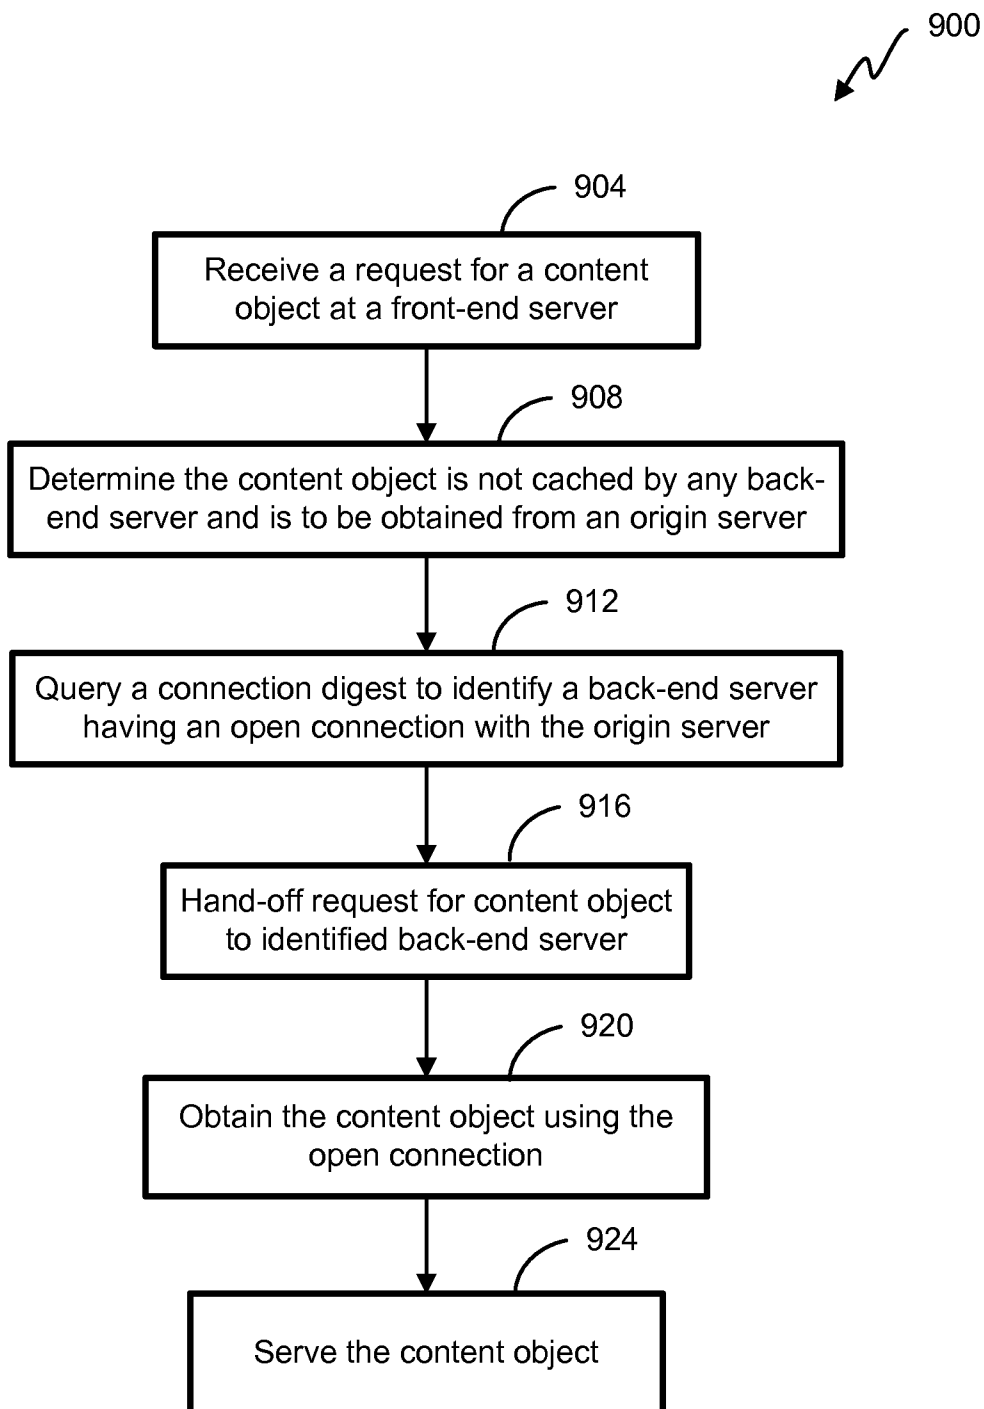 900
904
Receive a request for a content
object at a front-end server
908
Determine the content object is not cached by any back-
end server and is to be obtained from an origin server
912
Query a connection digest to identify a back-end server
having an open connection with the origin server
916
Hand-off request for content object
to identified back-end server
920
Obtain the content object using the
open connection
924
Serve the content object